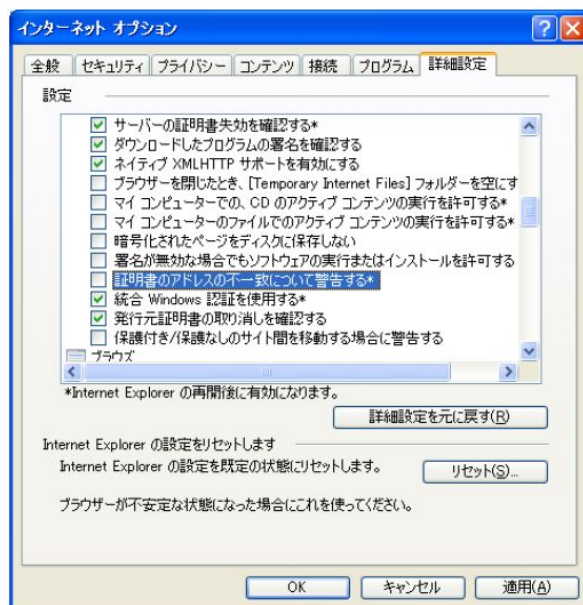 インターネット オプション
全般 セキュリティ プライバシー コンテンツ 接続 プログラム 詳細設定
設定
サーバーの証明書失効を確認する*
ダウンロードしたプログラムの署名を確認する
ネイティブ XMLHTTP サポートを有効にする
ブラウザーを閉じたとき、[Temporary Internet Files] フォルダーを空にす
マイ コンピューターでの、CD のアクティブ コンテンツの実行を許可する*
マイ コンピューターのファイルでのアクティブ コンテンツの実行を許可する*
暗号化されたページをディスクに保存しない
署名が無効な場合でもソフトウェアの実行またはインストールを許可する
証明書のアドレスの不一致について警告する*
統合 Windows 認証を使用する*
発行元証明書の取り消しを確認する
保護付き/保護なしのサイト間を移動する場合に警告する
ブラウズ
*Internet Explorer の再開後に有効になります。
詳細設定を元に戻す(R)
Internet Explorer の設定をリセットします
Internet Explorer の設定を既定の状態にリセットします。
リセット(S)...
ブラウザーが不安定な状態になった場合にこれを使ってください。
OK キャンセル 適用(A)